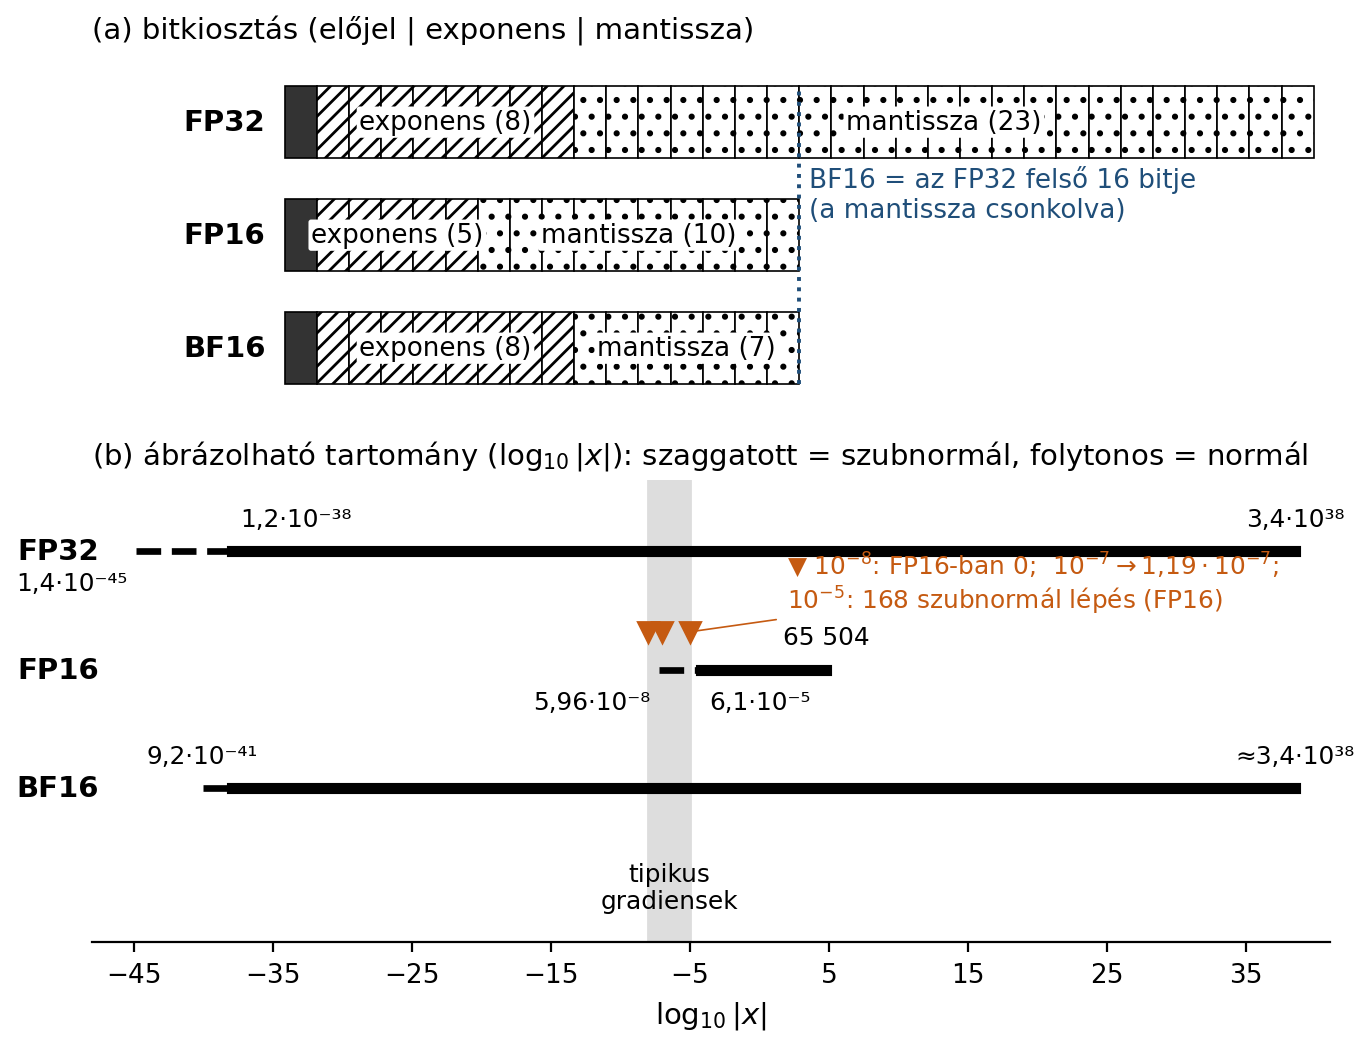 (a) bitkiosztás (előjel | exponens | mantissza)
FP32
exponens (8)
mantissza (23)
BF16 = az FP32 felső 16 bitje
(a mantissza csonkolva)
FP16
exponens (5)
mantissza (10)
BF16
exponens (8)
mantissza (7)
(b) ábrázolható tartomány (log₁₀ |x|): szaggatott = szubnormál, folytonos = normál
1,2·10⁻³⁸
3,4·10³⁸
FP32
1,4·10⁻⁴⁵
▼ 10⁻⁸: FP16-ban 0; 10⁻⁷ → 1,19 · 10⁻⁷;
10⁻⁵: 168 szubnormál lépés (FP16)
65 504
FP16
5,96·10⁻⁸
6,1·10⁻⁵
9,2·10⁻⁴¹
≈3,4·10³⁸
BF16
tipikus
gradiensek
−45 −35 −25 −15 −5 5 15 25 35
log₁₀ |x|